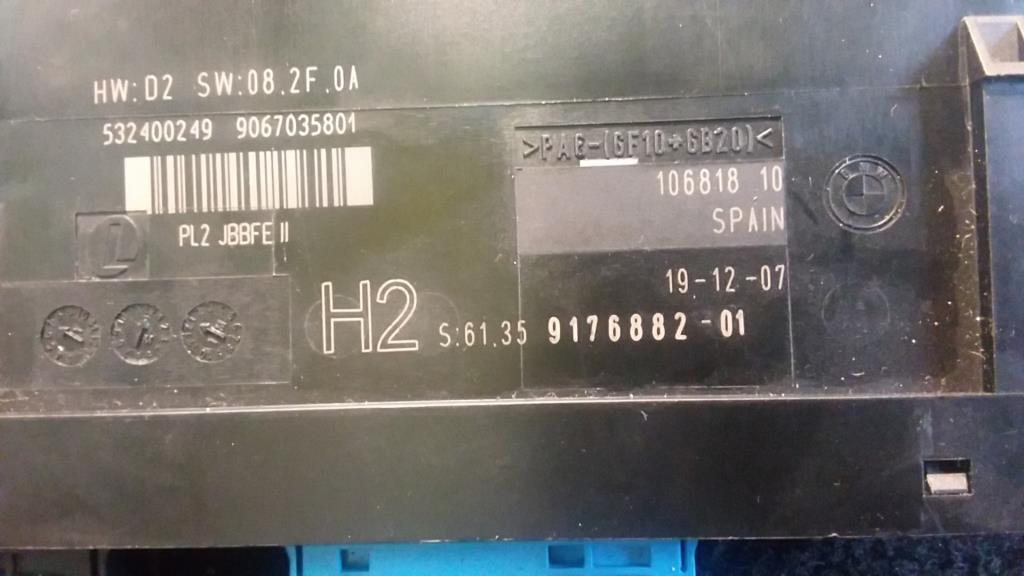 HW:D2 SW:08.2F.0A
532400249 9067035801
PL2 JBBFE II
L
>PA6-(GF10+GB20)<
106818 10
SPAIN
BMW
19-12-07
H2 S:61.35 9176882-01